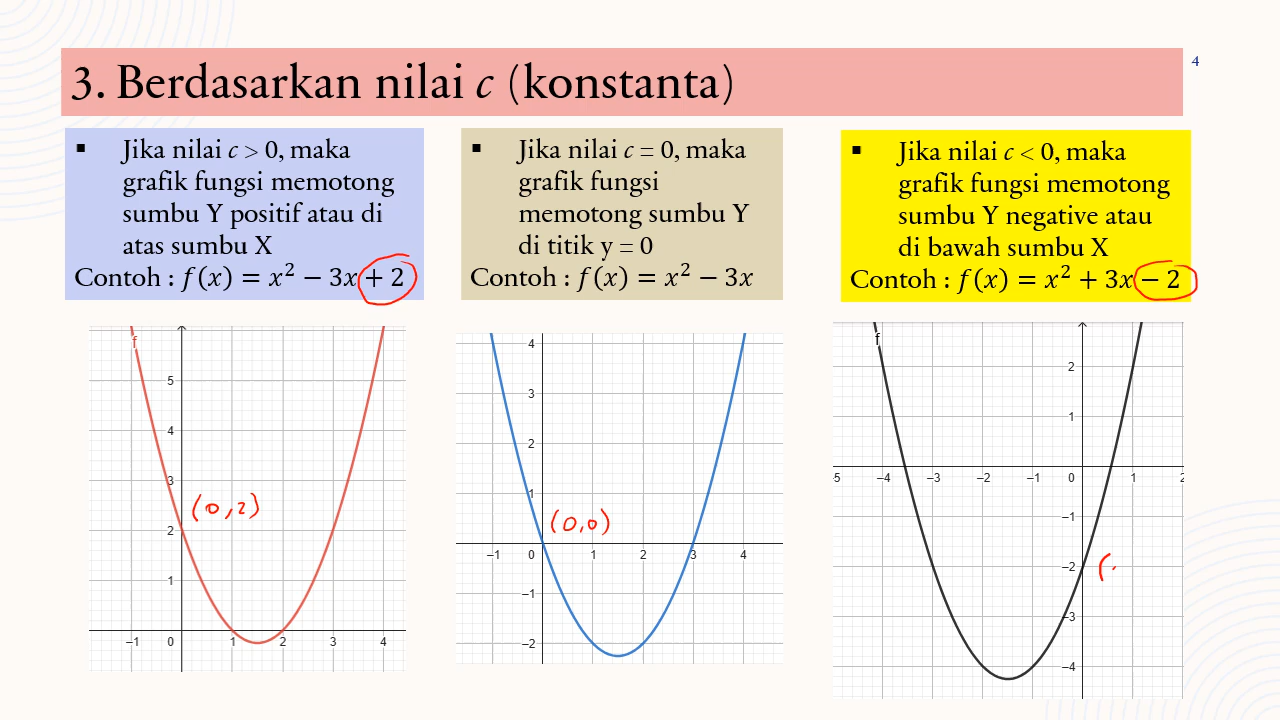 3. Berdasarkan nilai c (konstanta)
4
▪ Jika nilai c > 0, maka
grafik fungsi memotong
sumbu Y positif atau di
atas sumbu X
Contoh : f(x) = x² − 3x + 2
▪ Jika nilai c = 0, maka
grafik fungsi
memotong sumbu Y
di titik y = 0
Contoh : f(x) = x² − 3x
▪ Jika nilai c < 0, maka
grafik fungsi memotong
sumbu Y negative atau
di bawah sumbu X
Contoh : f(x) = x² + 3x − 2
f
5
4
3
(0,2)
2
1
−1 0 1 2 3 4
4
3
2
1
(0,0)
−1 0 1 2 3 4
−1
−2
f
2
1
5 −4 −3 −2 −1 0 1 2
−1
−2
(
−3
−4